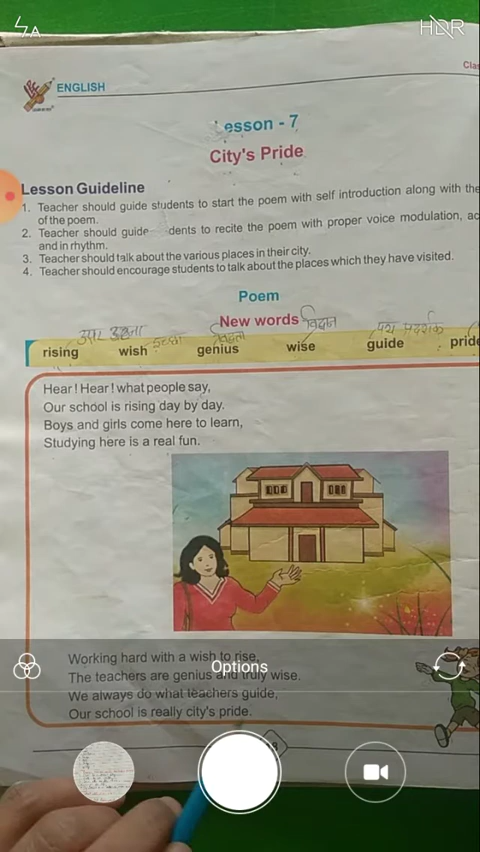 A
HDR
ENGLISH
Clas
esson - 7
City's Pride
Lesson Guideline
1. Teacher should guide students to start the poem with self introduction along with the
of the poem.
2. Teacher should guide dents to recite the poem with proper voice modulation, ac
and in rhythm.
3. Teacher should talk about the various places in their city.
4. Teacher should encourage students to talk about the places which they have visited.
Poem
New words विद्वान
इच्छा
rising wish genius wise guide pride
Hear! Hear! what people say,
Our school is rising day by day.
Boys and girls come here to learn,
Studying here is a real fun.
Working hard with a wish to rise,
Options
The teachers are genius and truly wise.
We always do what teachers guide,
Our school is really city's pride.